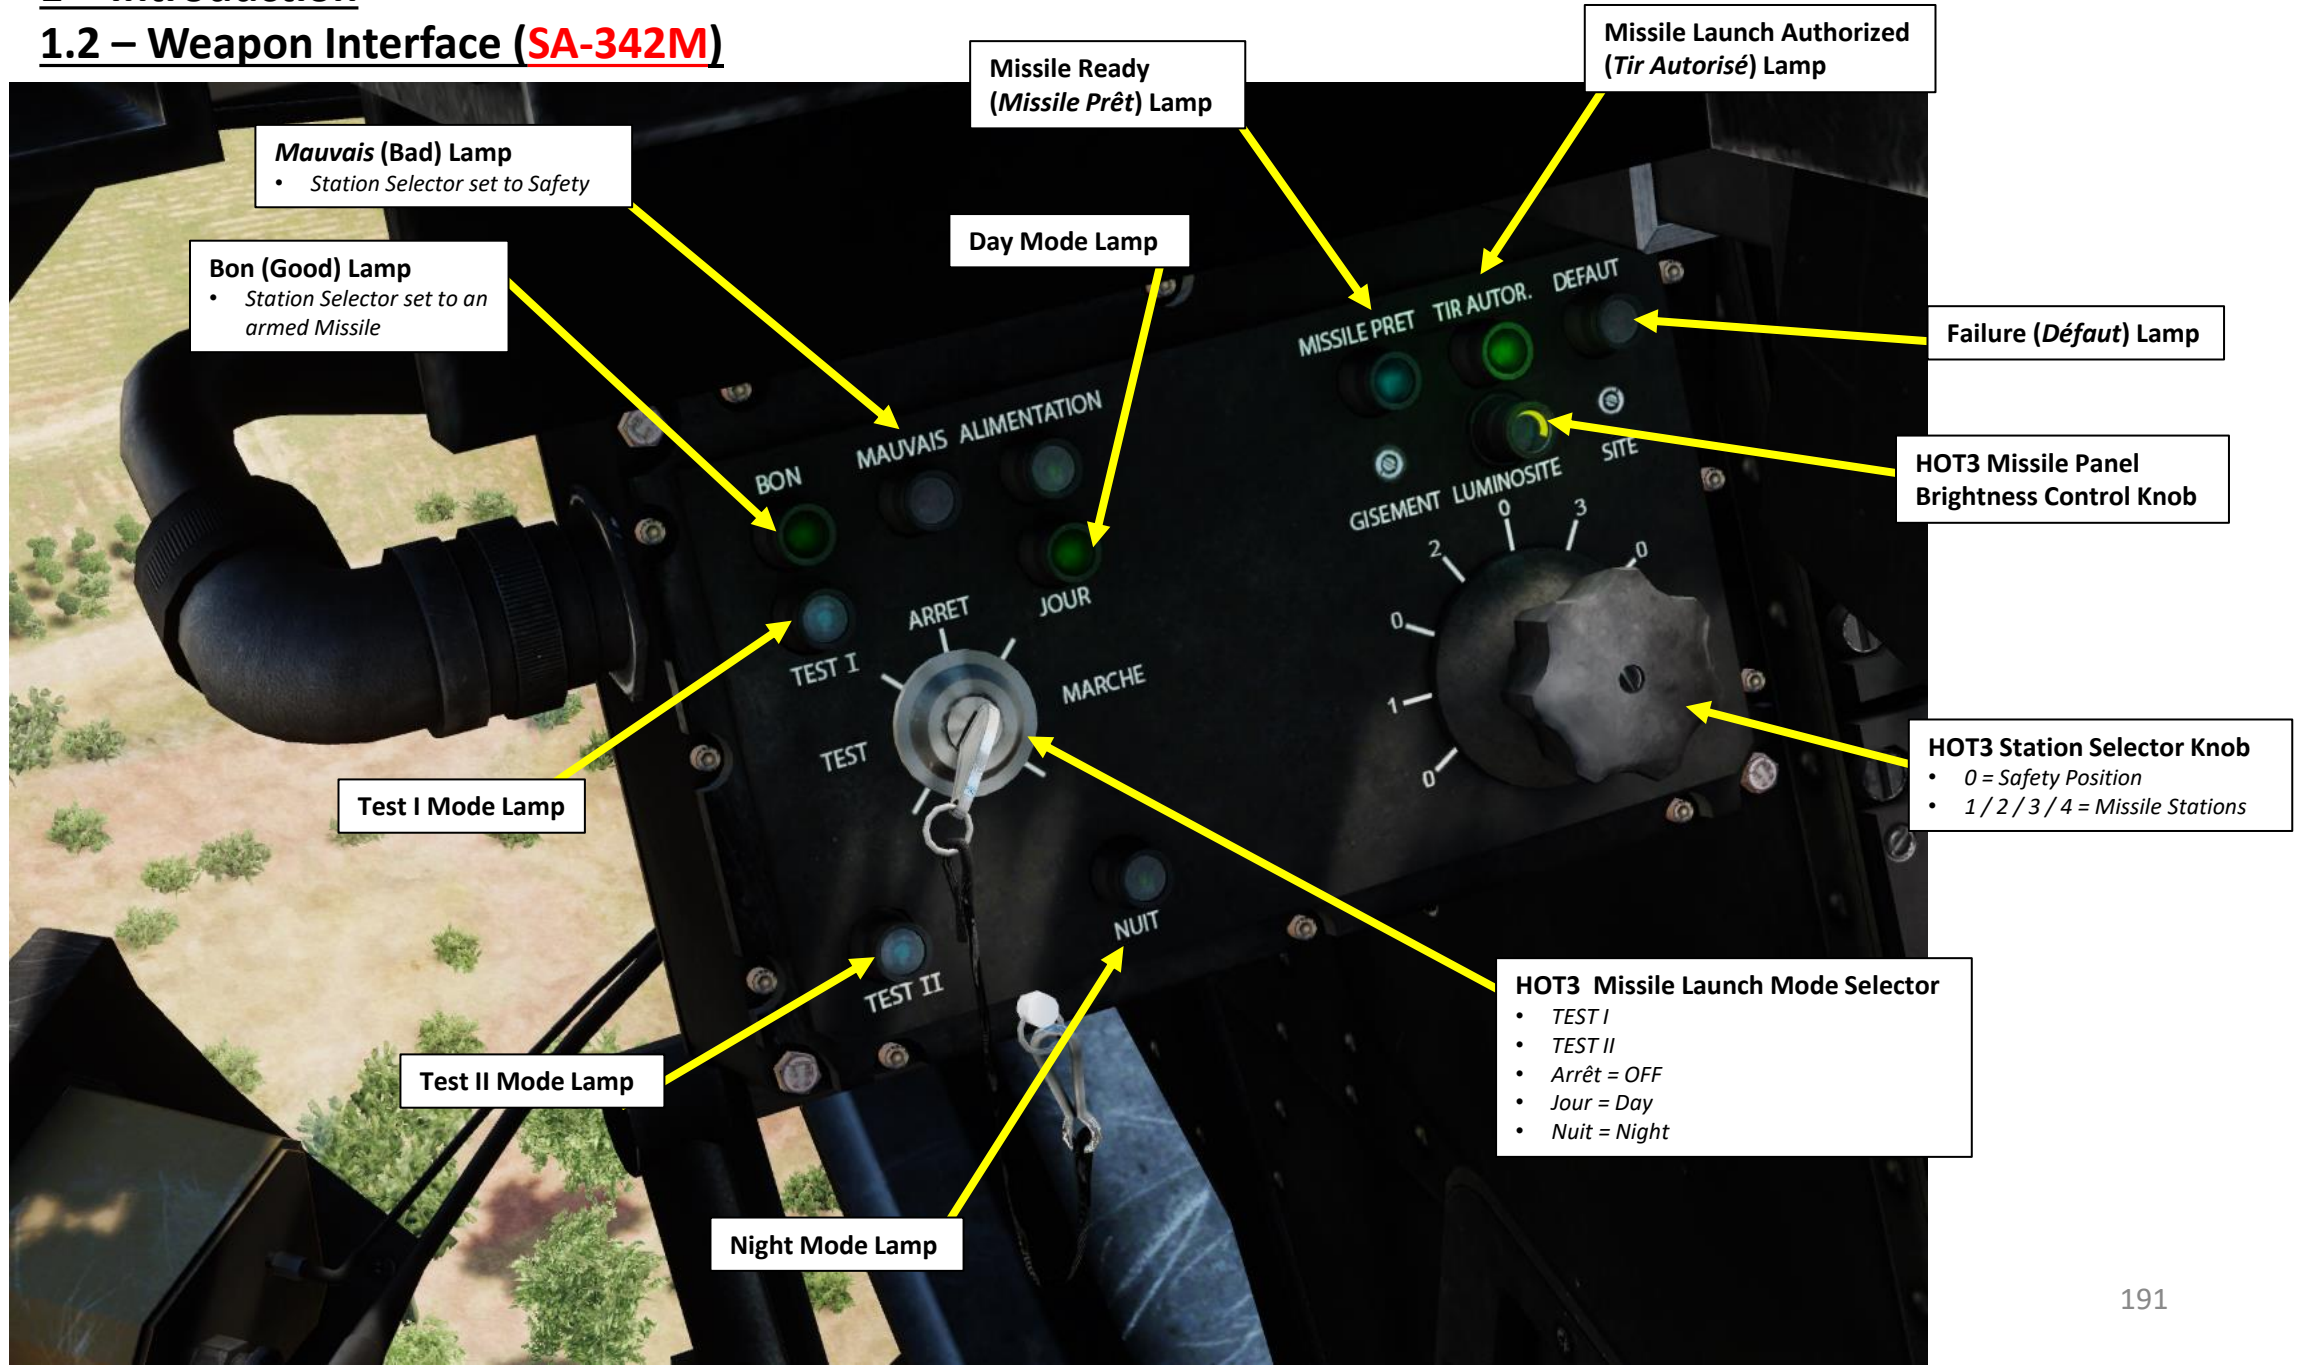 1 – Introduction
1.2 – Weapon Interface (SA-342M)
Missile Ready
(Missile Prêt) Lamp
Missile Launch Authorized
(Tir Autorisé) Lamp
Mauvais (Bad) Lamp
• Station Selector set to Safety
Bon (Good) Lamp
• Station Selector set to an
armed Missile
Day Mode Lamp
Failure (Défaut) Lamp
HOT3 Missile Panel
Brightness Control Knob
HOT3 Station Selector Knob
• 0 = Safety Position
• 1 / 2 / 3 / 4 = Missile Stations
Test I Mode Lamp
Test II Mode Lamp
Night Mode Lamp
HOT3 Missile Launch Mode Selector
• TEST I
• TEST II
• Arrêt = OFF
• Jour = Day
• Nuit = Night
BON
MAUVAIS
ALIMENTATION
MISSILE PRET
TIR AUTOR.
DEFAUT
GISEMENT
LUMINOSITE
SITE
TEST I
ARRET
JOUR
MARCHE
TEST
TEST II
NUIT
0
1
0
2
0
3
0
191